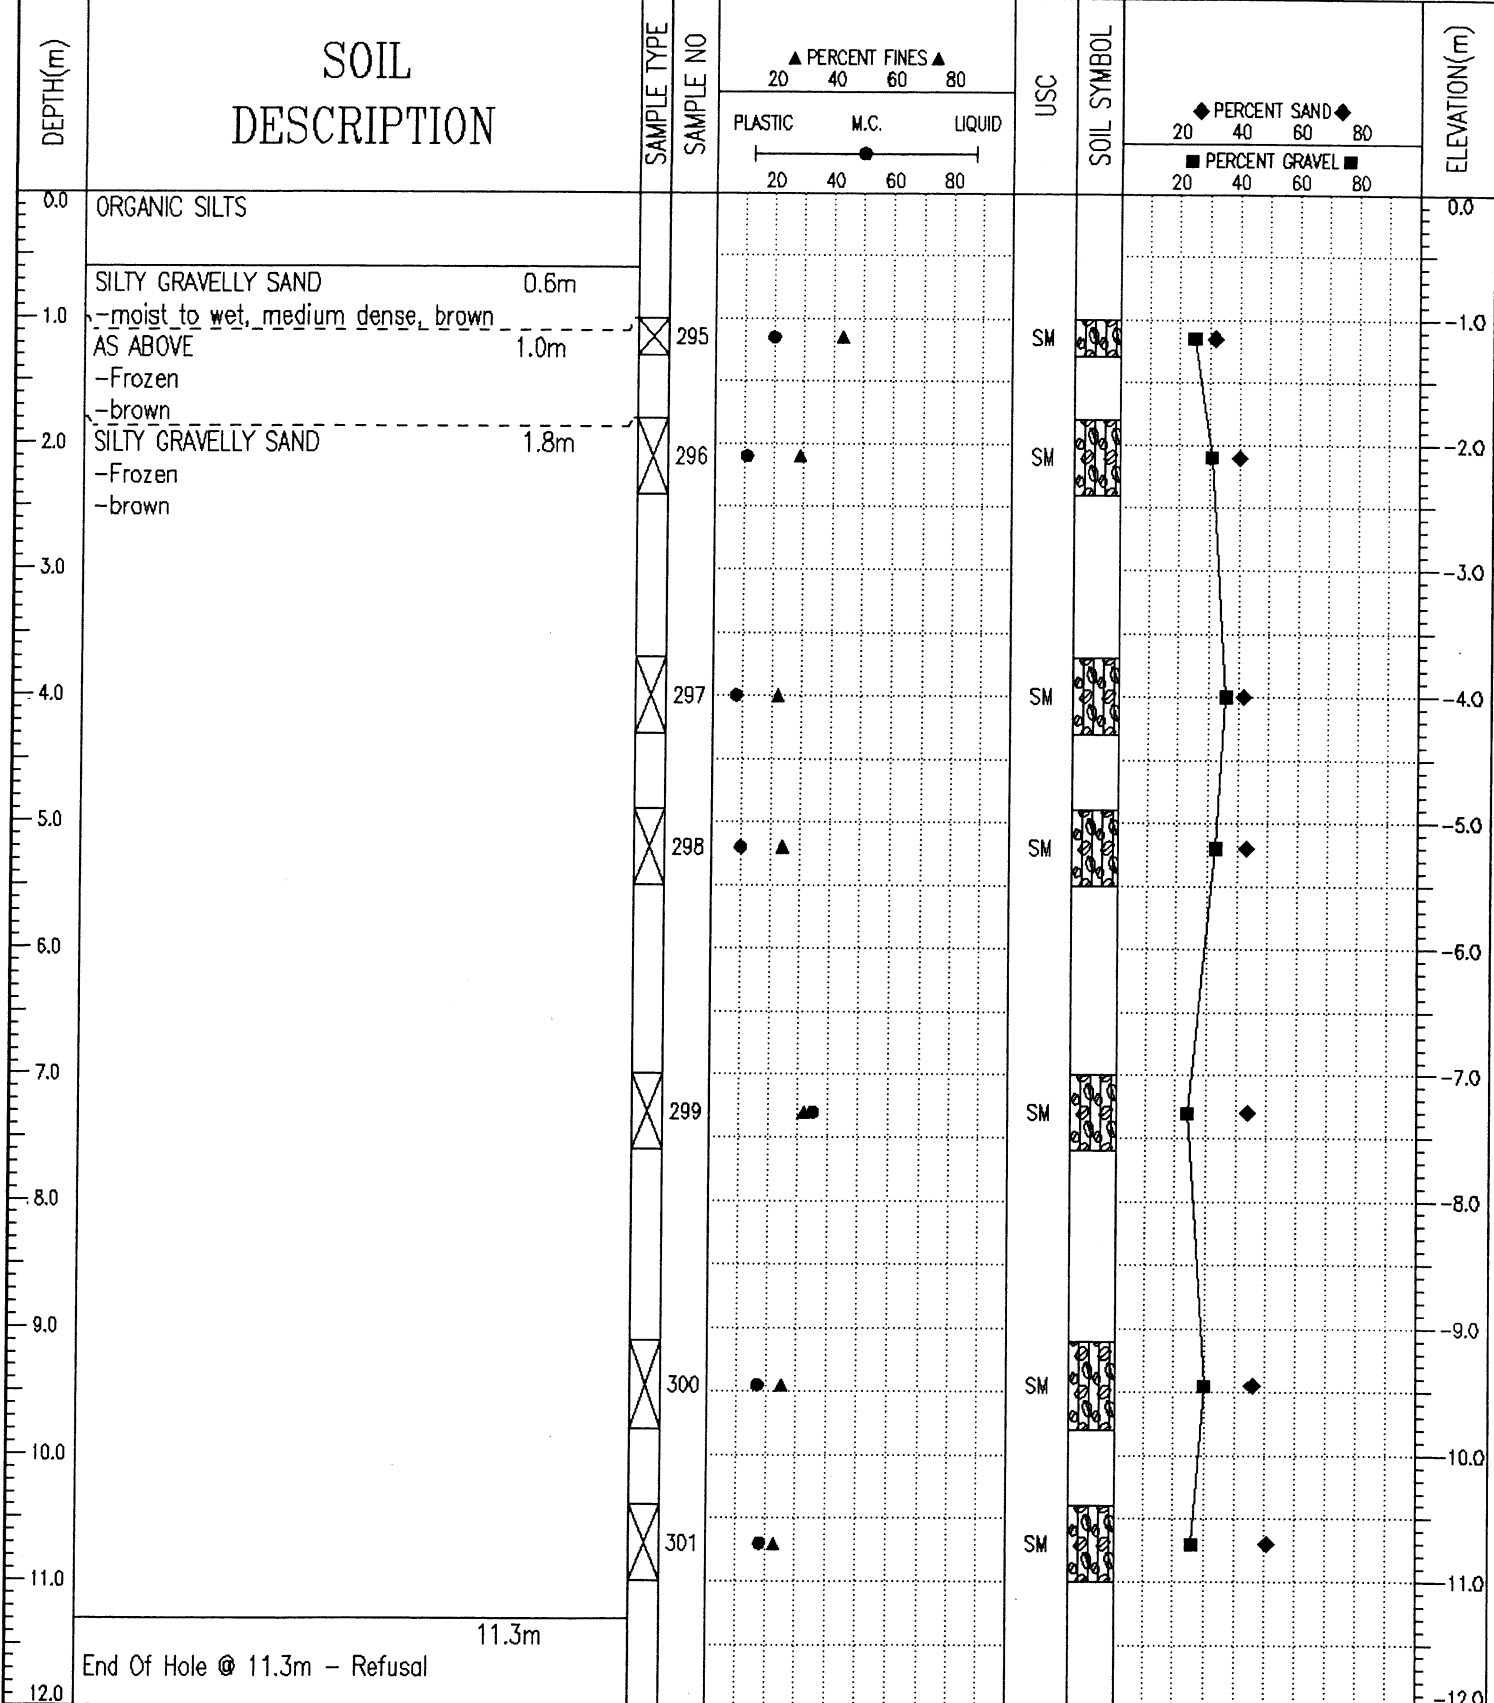 DEPTH(m)
SOIL
DESCRIPTION
SAMPLE TYPE
SAMPLE NO
▲ PERCENT FINES ▲
20 40 60 80
PLASTIC M.C. LIQUID
20 40 60 80
USC
SOIL SYMBOL
◆ PERCENT SAND ◆
20 40 60 80
■ PERCENT GRAVEL ■
20 40 60 80
ELEVATION(m)
0.0
ORGANIC SILTS
0.0
SILTY GRAVELLY SAND 0.6m
1.0
-moist to wet, medium dense, brown
-1.0
AS ABOVE 1.0m
295
SM
-Frozen
-brown
2.0
SILTY GRAVELLY SAND 1.8m
296
SM
-2.0
-Frozen
-brown
3.0
-3.0
4.0
297
SM
-4.0
5.0
-5.0
298
SM
6.0
-6.0
7.0
-7.0
299
SM
8.0
-8.0
9.0
-9.0
300
SM
10.0
-10.0
301
SM
11.0
-11.0
11.3m
End Of Hole @ 11.3m - Refusal
12.0
-12.0